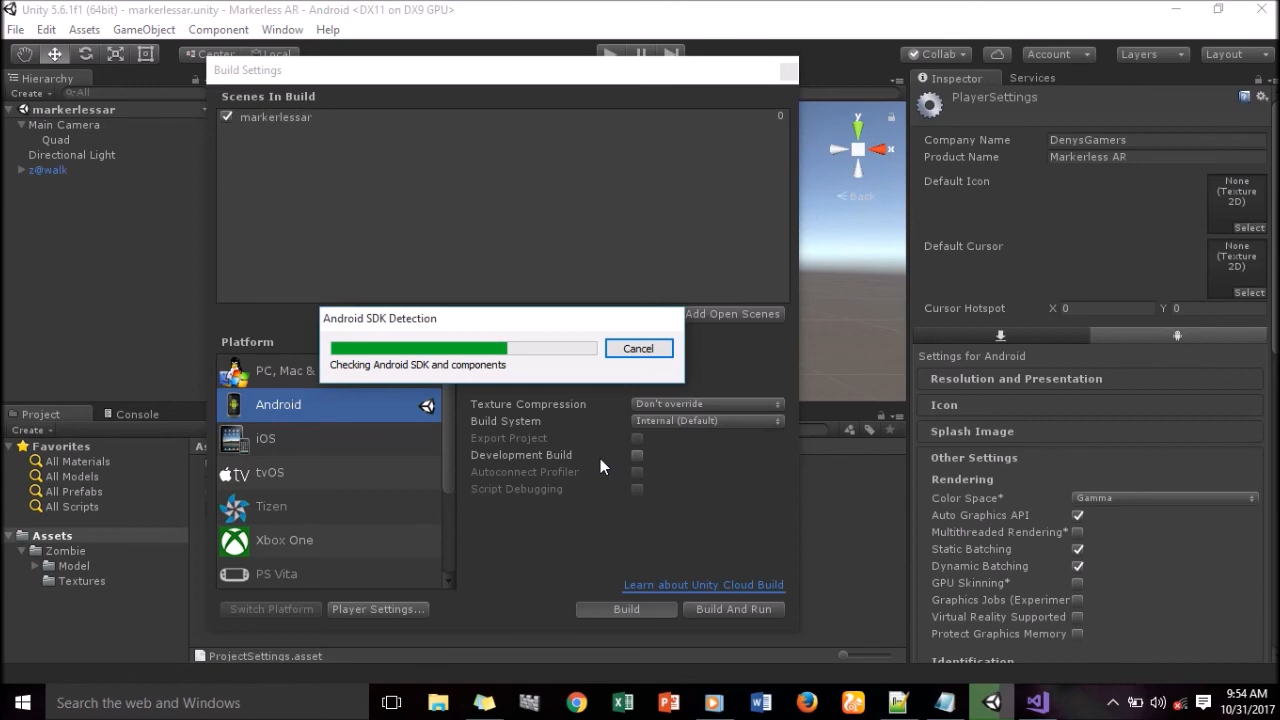 Unity 5.6.1f1 (64bit) - markerlessar.unity - Markerless AR - Android <DX11 on DX9 GPU>
File Edit Assets GameObject Component Window Help
Center Local Collab Account Layers Layout
Hierarchy
Create All
markerlessar
Main Camera
Quad
Directional Light
z@walk
Build Settings
Scenes In Build
markerlessar 0
Add Open Scenes
Android SDK Detection
Cancel
Checking Android SDK and components
Platform
PC, Mac &
Android
iOS
tvOS
Tizen
Xbox One
PS Vita
Texture Compression Don't override
Build System Internal (Default)
Export Project
Development Build
Autoconnect Profiler
Script Debugging
Learn about Unity Cloud Build
Switch Platform Player Settings... Build Build And Run
y
x
Back
Inspector Services
PlayerSettings
Company Name DenysGamers
Product Name Markerless AR
Default Icon
None
(Texture
2D)
Select
Default Cursor
None
(Texture
2D)
Select
Cursor Hotspot X 0 Y 0
Settings for Android
Resolution and Presentation
Icon
Splash Image
Other Settings
Rendering
Color Space* Gamma
Auto Graphics API
Multithreaded Rendering*
Static Batching
Dynamic Batching
GPU Skinning*
Graphics Jobs (Experimer
Virtual Reality Supported
Protect Graphics Memory
Identification
Project Console
Create
Favorites
All Materials
All Models
All Prefabs
All Scripts
Assets
Zombie
Model
Textures
ProjectSettings.asset
Search the web and Windows
9:54 AM
10/31/2017